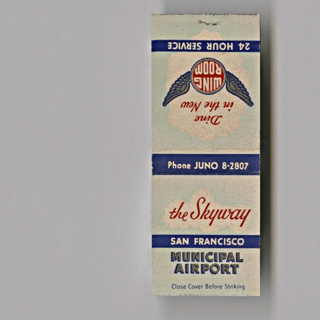 24 HOUR SERVICE
WING
ROOM
Dine
in the New
Phone JUNO 8-2807
the Skyway
SAN FRANCISCO
MUNICIPAL
AIRPORT
Close Cover Before Striking